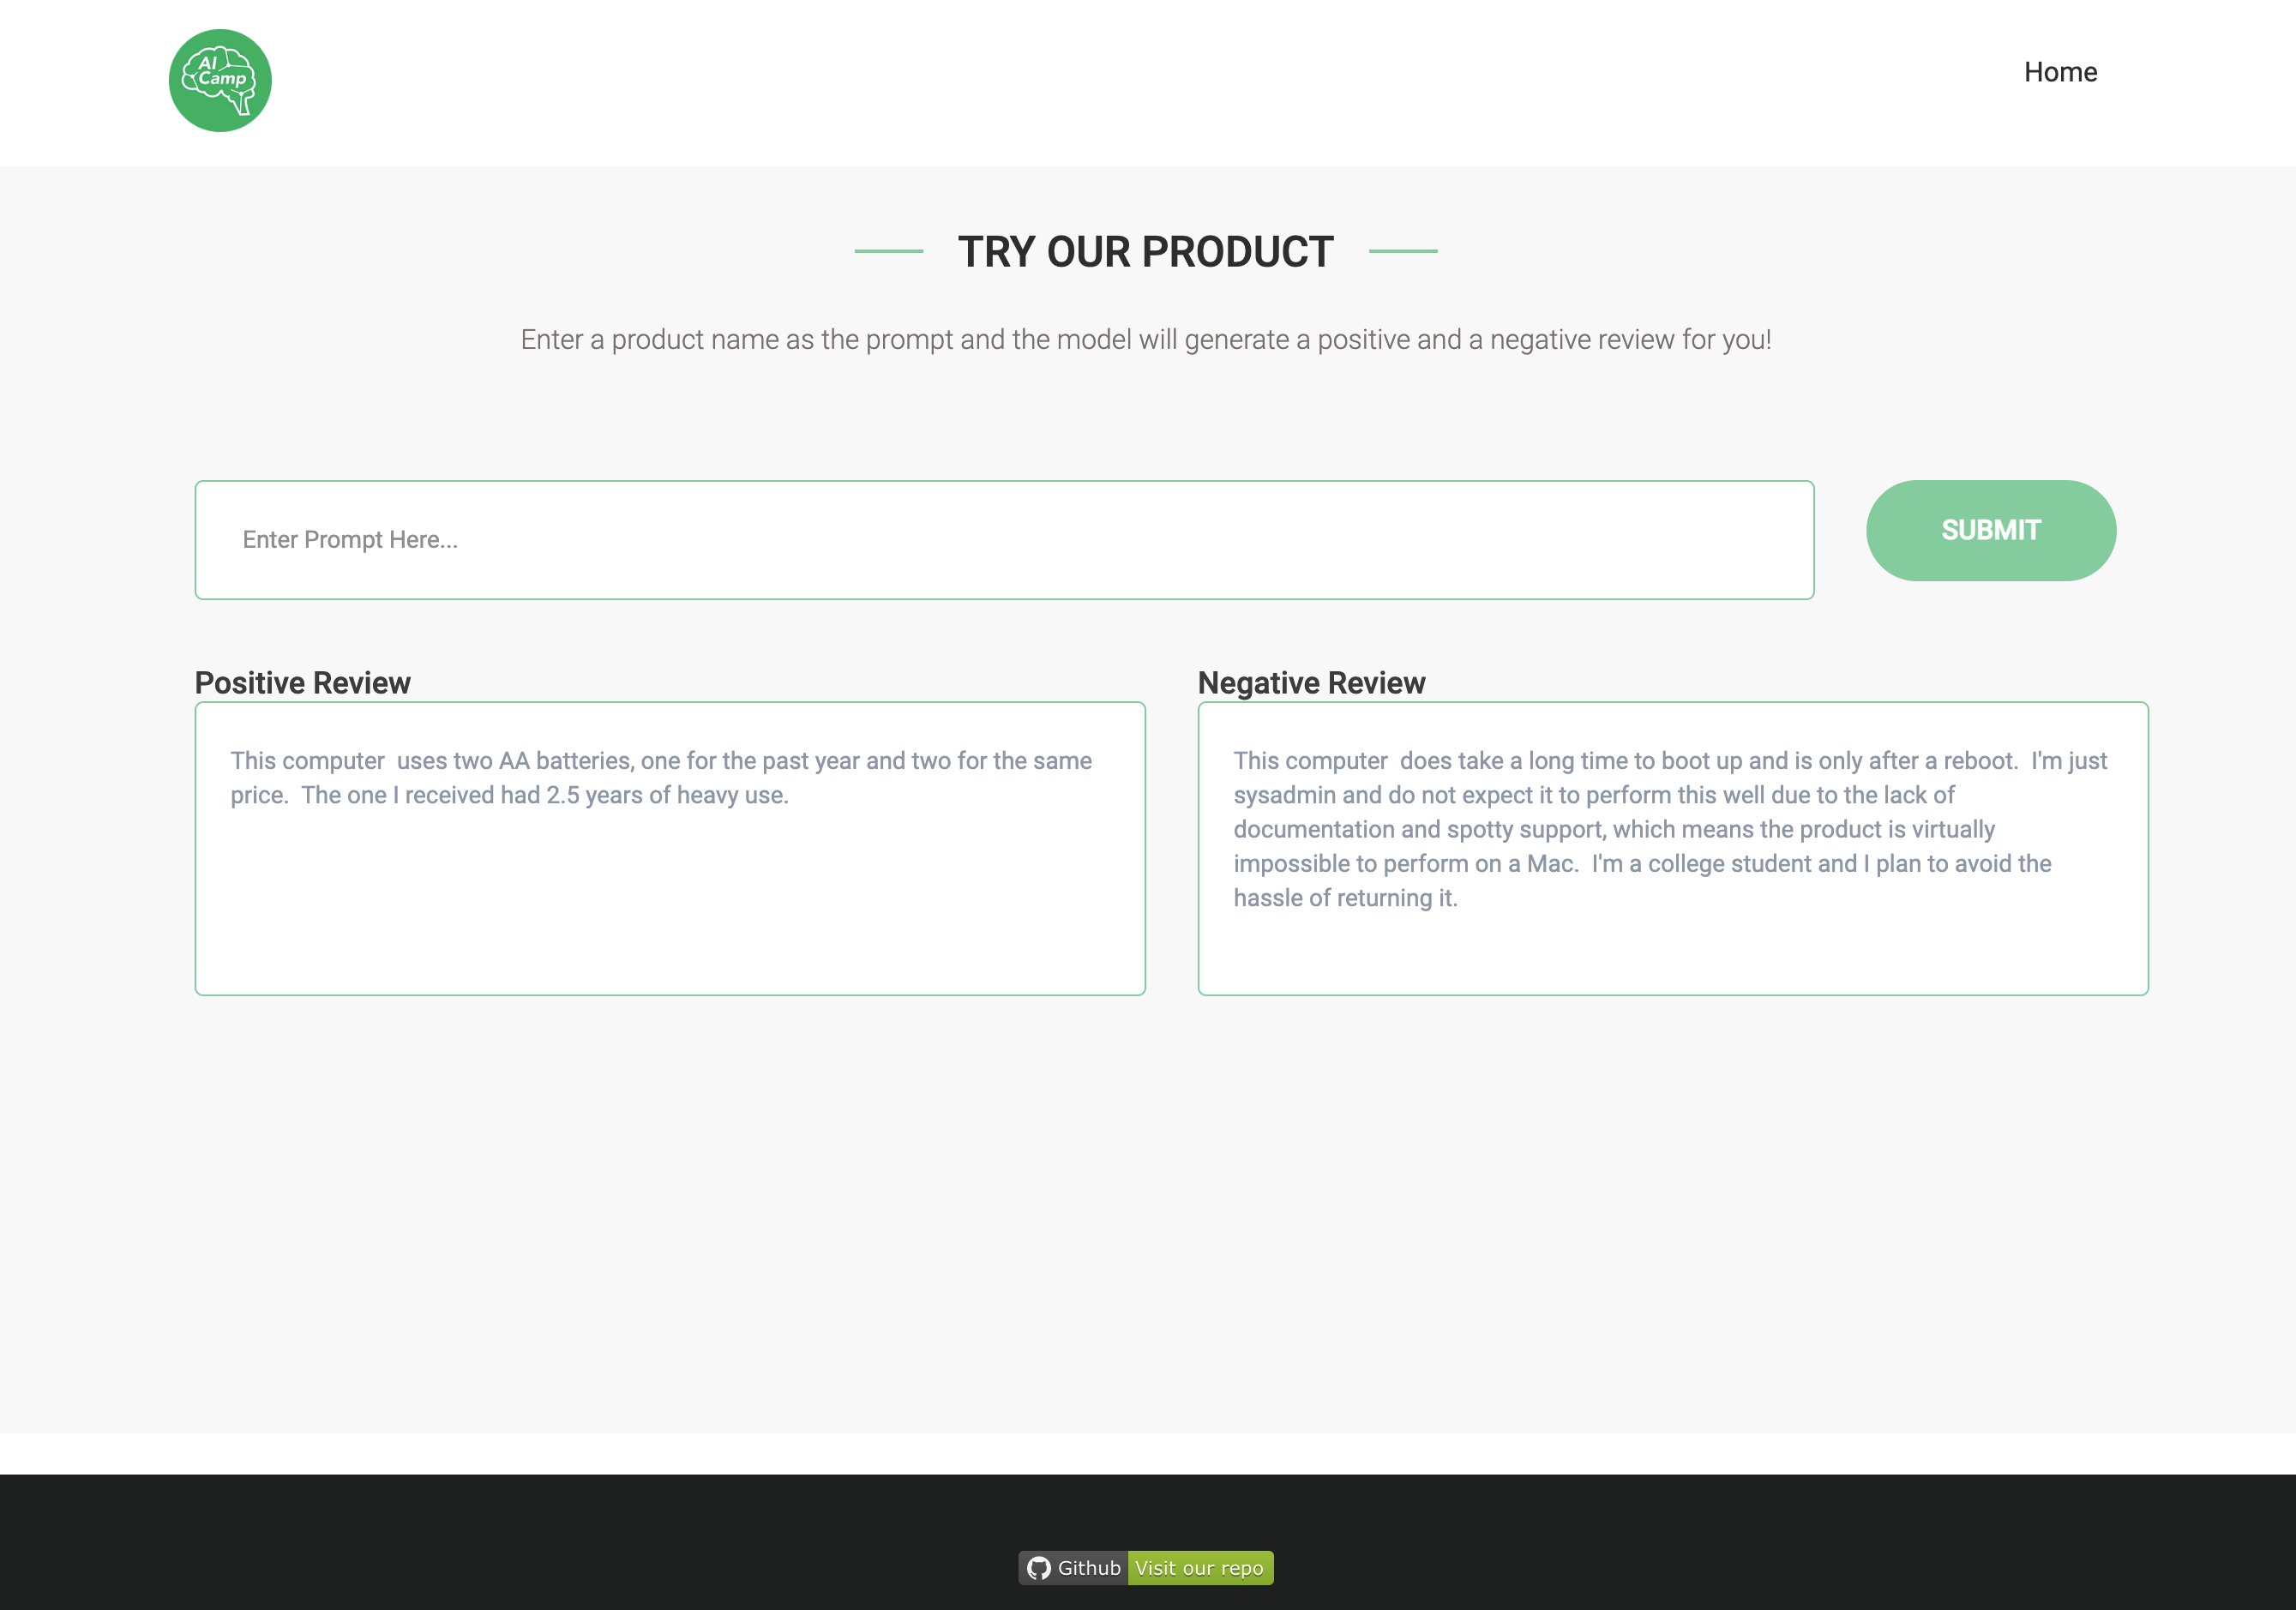 AI
Camp
Home
TRY OUR PRODUCT
Enter a product name as the prompt and the model will generate a positive and a negative review for you!
Enter Prompt Here...
SUBMIT
Positive Review
This computer  uses two AA batteries, one for the past year and two for the same
price.  The one I received had 2.5 years of heavy use.
Negative Review
This computer  does take a long time to boot up and is only after a reboot.  I'm just
sysadmin and do not expect it to perform this well due to the lack of
documentation and spotty support, which means the product is virtually
impossible to perform on a Mac.  I'm a college student and I plan to avoid the
hassle of returning it.
Github Visit our repo